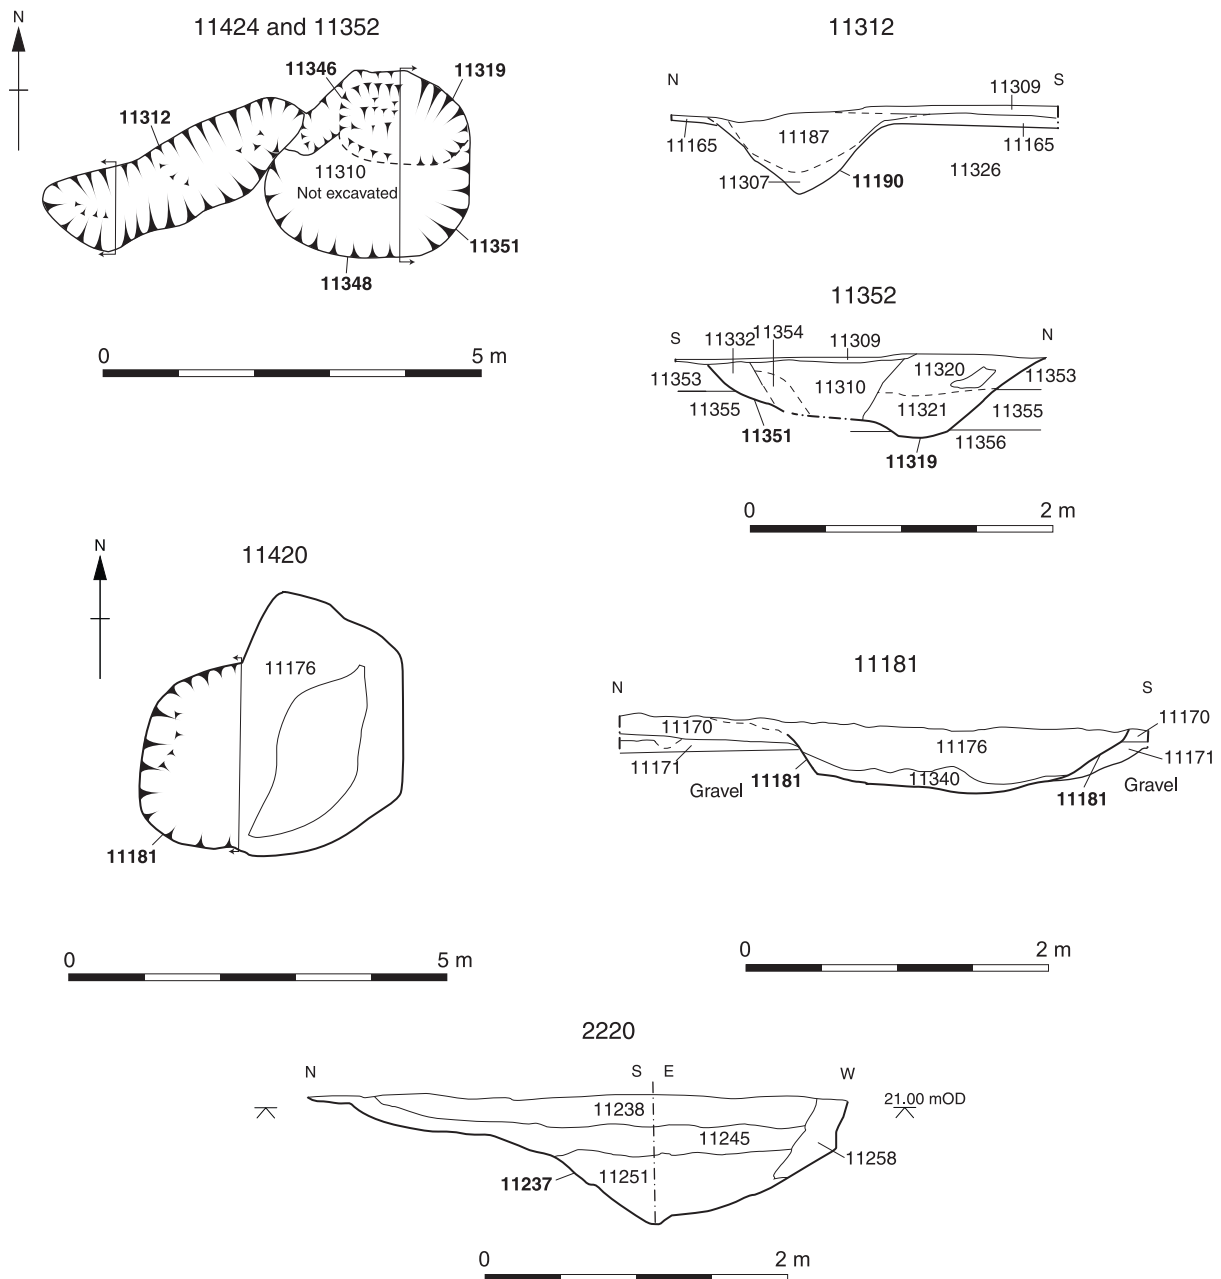 N
11424 and 11352
11346
11319
11312
11310
Not excavated
11351
11348
0 5 m
11312
N S
11309
11187
11165
11165
11326
11307
11190
11352
S N
11332
11354
11309
11320
11353
11353
11310
11355
11321
11355
11351
11356
11319
0 2 m
N
11420
11176
11181
0 5 m
11181
N S
11170
11170
11176
11171
11171
11340
11181
Gravel
Gravel
11181
0 2 m
2220
N S E W
21.00 mOD
11238
11245
11258
11251
11237
0 2 m